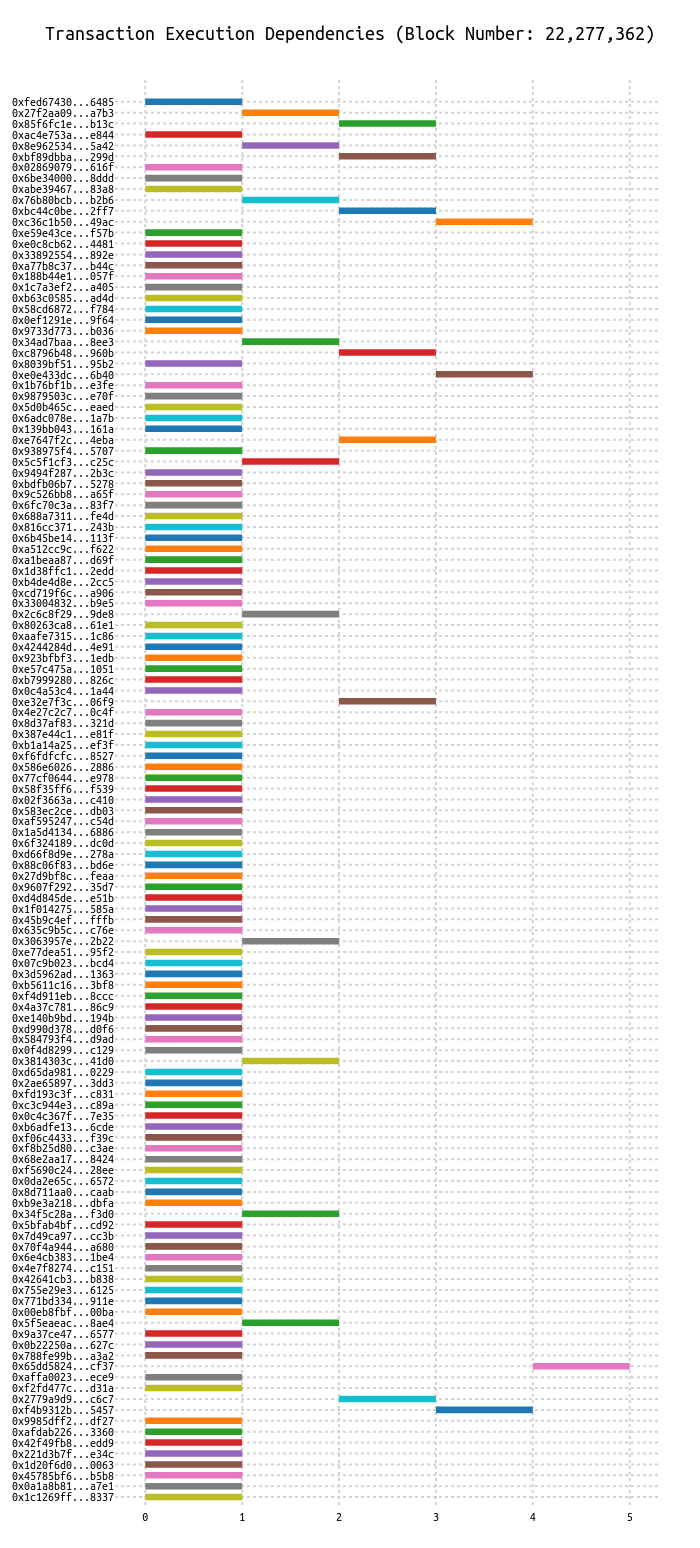 Transaction Execution Dependencies (Block Number: 22,277,362)
0xfed67430...6485
0x27f2aa09...a7b3
0x85f6fc1e...b13c
0xac4e753a...e844
0x8e962534...5a42
0xbf89dbba...299d
0x02869079...616f
0x6be34000...8ddd
0xabe39467...83a8
0x76b80bcb...b2b6
0xbc44c0be...2ff7
0xc36c1b50...49ac
0xe59e43ce...f57b
0xe0c8cb62...4481
0x33892554...892e
0xa77b8c37...b44c
0x188b44e1...057f
0x1c7a3ef2...a405
0xb63c0585...ad4d
0x58cd6872...f784
0x0ef1291e...9f64
0x9733d773...b036
0x34ad7baa...8ee3
0xc8796b48...960b
0x8039bf51...95b2
0xe0e433dc...6b40
0x1b76bf1b...e3fe
0x9879503c...e70f
0x5d0b465c...eaed
0x6adc078e...1a7b
0x139bb043...161a
0xe7647f2c...4eba
0x938975f4...5707
0x5c5f1cf3...c25c
0x9494f287...2b3c
0xbdfb06b7...5278
0x9c526bb8...a65f
0x6fc70c3a...83f7
0x688a7311...fe4d
0x816cc371...243b
0x6b45be14...113f
0xa512cc9c...f622
0xa1beaa87...d69f
0x1d38ffc1...2edd
0xb4de4d8e...2cc5
0xcd719f6c...a906
0x33004832...b9e5
0x2c6c8f29...9de8
0x80263ca8...61e1
0xaafe7315...1c86
0x4244284d...4e91
0x923bfbf3...1edb
0xe57c475a...1051
0xb7999280...826c
0x0c4a53c4...1a44
0xe32e7f3c...06f9
0x4e27c2c7...0c4f
0x8d37af83...321d
0x387e44c1...e81f
0xb1a14a25...ef3f
0xf6fdfcfc...8527
0x586e6026...2886
0x77cf0644...e978
0x58f35ff6...f539
0x02f3663a...c410
0x583ec2ce...db03
0xaf595247...c54d
0x1a5d4134...6886
0x6f324189...dc0d
0xd66f8d9e...278a
0x88c06f83...bd6e
0x27d9bf8c...feaa
0x9607f292...35d7
0xd4d845de...e51b
0x1f014275...585a
0x45b9c4ef...fffb
0x635c9b5c...c76e
0x3063957e...2b22
0xe77dea51...95f2
0x07c9b023...bcd4
0x3d5962ad...1363
0xb5611c16...3bf8
0xf4d911eb...8ccc
0x4a37c781...86c9
0xe140b9bd...194b
0xd990d378...d0f6
0x584793f4...d9ad
0x0f4d8299...c129
0x3814303c...41d0
0xd65da981...0229
0x2ae65897...3dd3
0xfd193c3f...c831
0xc3c944e3...c89a
0x0c4c367f...7e35
0xb6adfe13...6cde
0xf06c4433...f39c
0xf8b25d80...c3ae
0x68e2aa17...8424
0xf5690c24...28ee
0x0da2e65c...6572
0x8d711aa0...caab
0xb9e3a218...dbfa
0x34f5c28a...f3d0
0x5bfab4bf...cd92
0x7d49ca97...cc3b
0x70f4a944...a680
0x6e4cb383...1be4
0x4e7f8274...c151
0x42641cb3...b838
0x755e29e3...6125
0x771bd334...911e
0x00eb8fbf...00ba
0x5f5eaeac...8ae4
0x9a37ce47...6577
0x0b22250a...627c
0x788fe99b...a3a2
0x65dd5824...cf37
0xaffa0023...ece9
0xf2fd477c...d31a
0x2779a9d9...c6c7
0xf4b9312b...5457
0x9985dff2...df27
0xafdab226...3360
0x42f49fb8...edd9
0x221d3b7f...e34c
0x1d20f6d0...0063
0x45785bf6...b5b8
0x0a1a8b81...a7e1
0x1c1269ff...8337
0 1 2 3 4 5